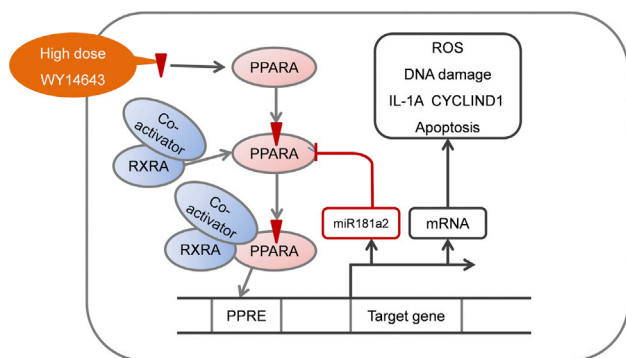 High dose
WY14643
PPARA
ROS
DNA damage
IL-1A CYCLIND1
Apoptosis
Co-
activator
RXRA
PPARA
Co-
activator
RXRA
PPARA
miR181a2
mRNA
PPRE
Target gene